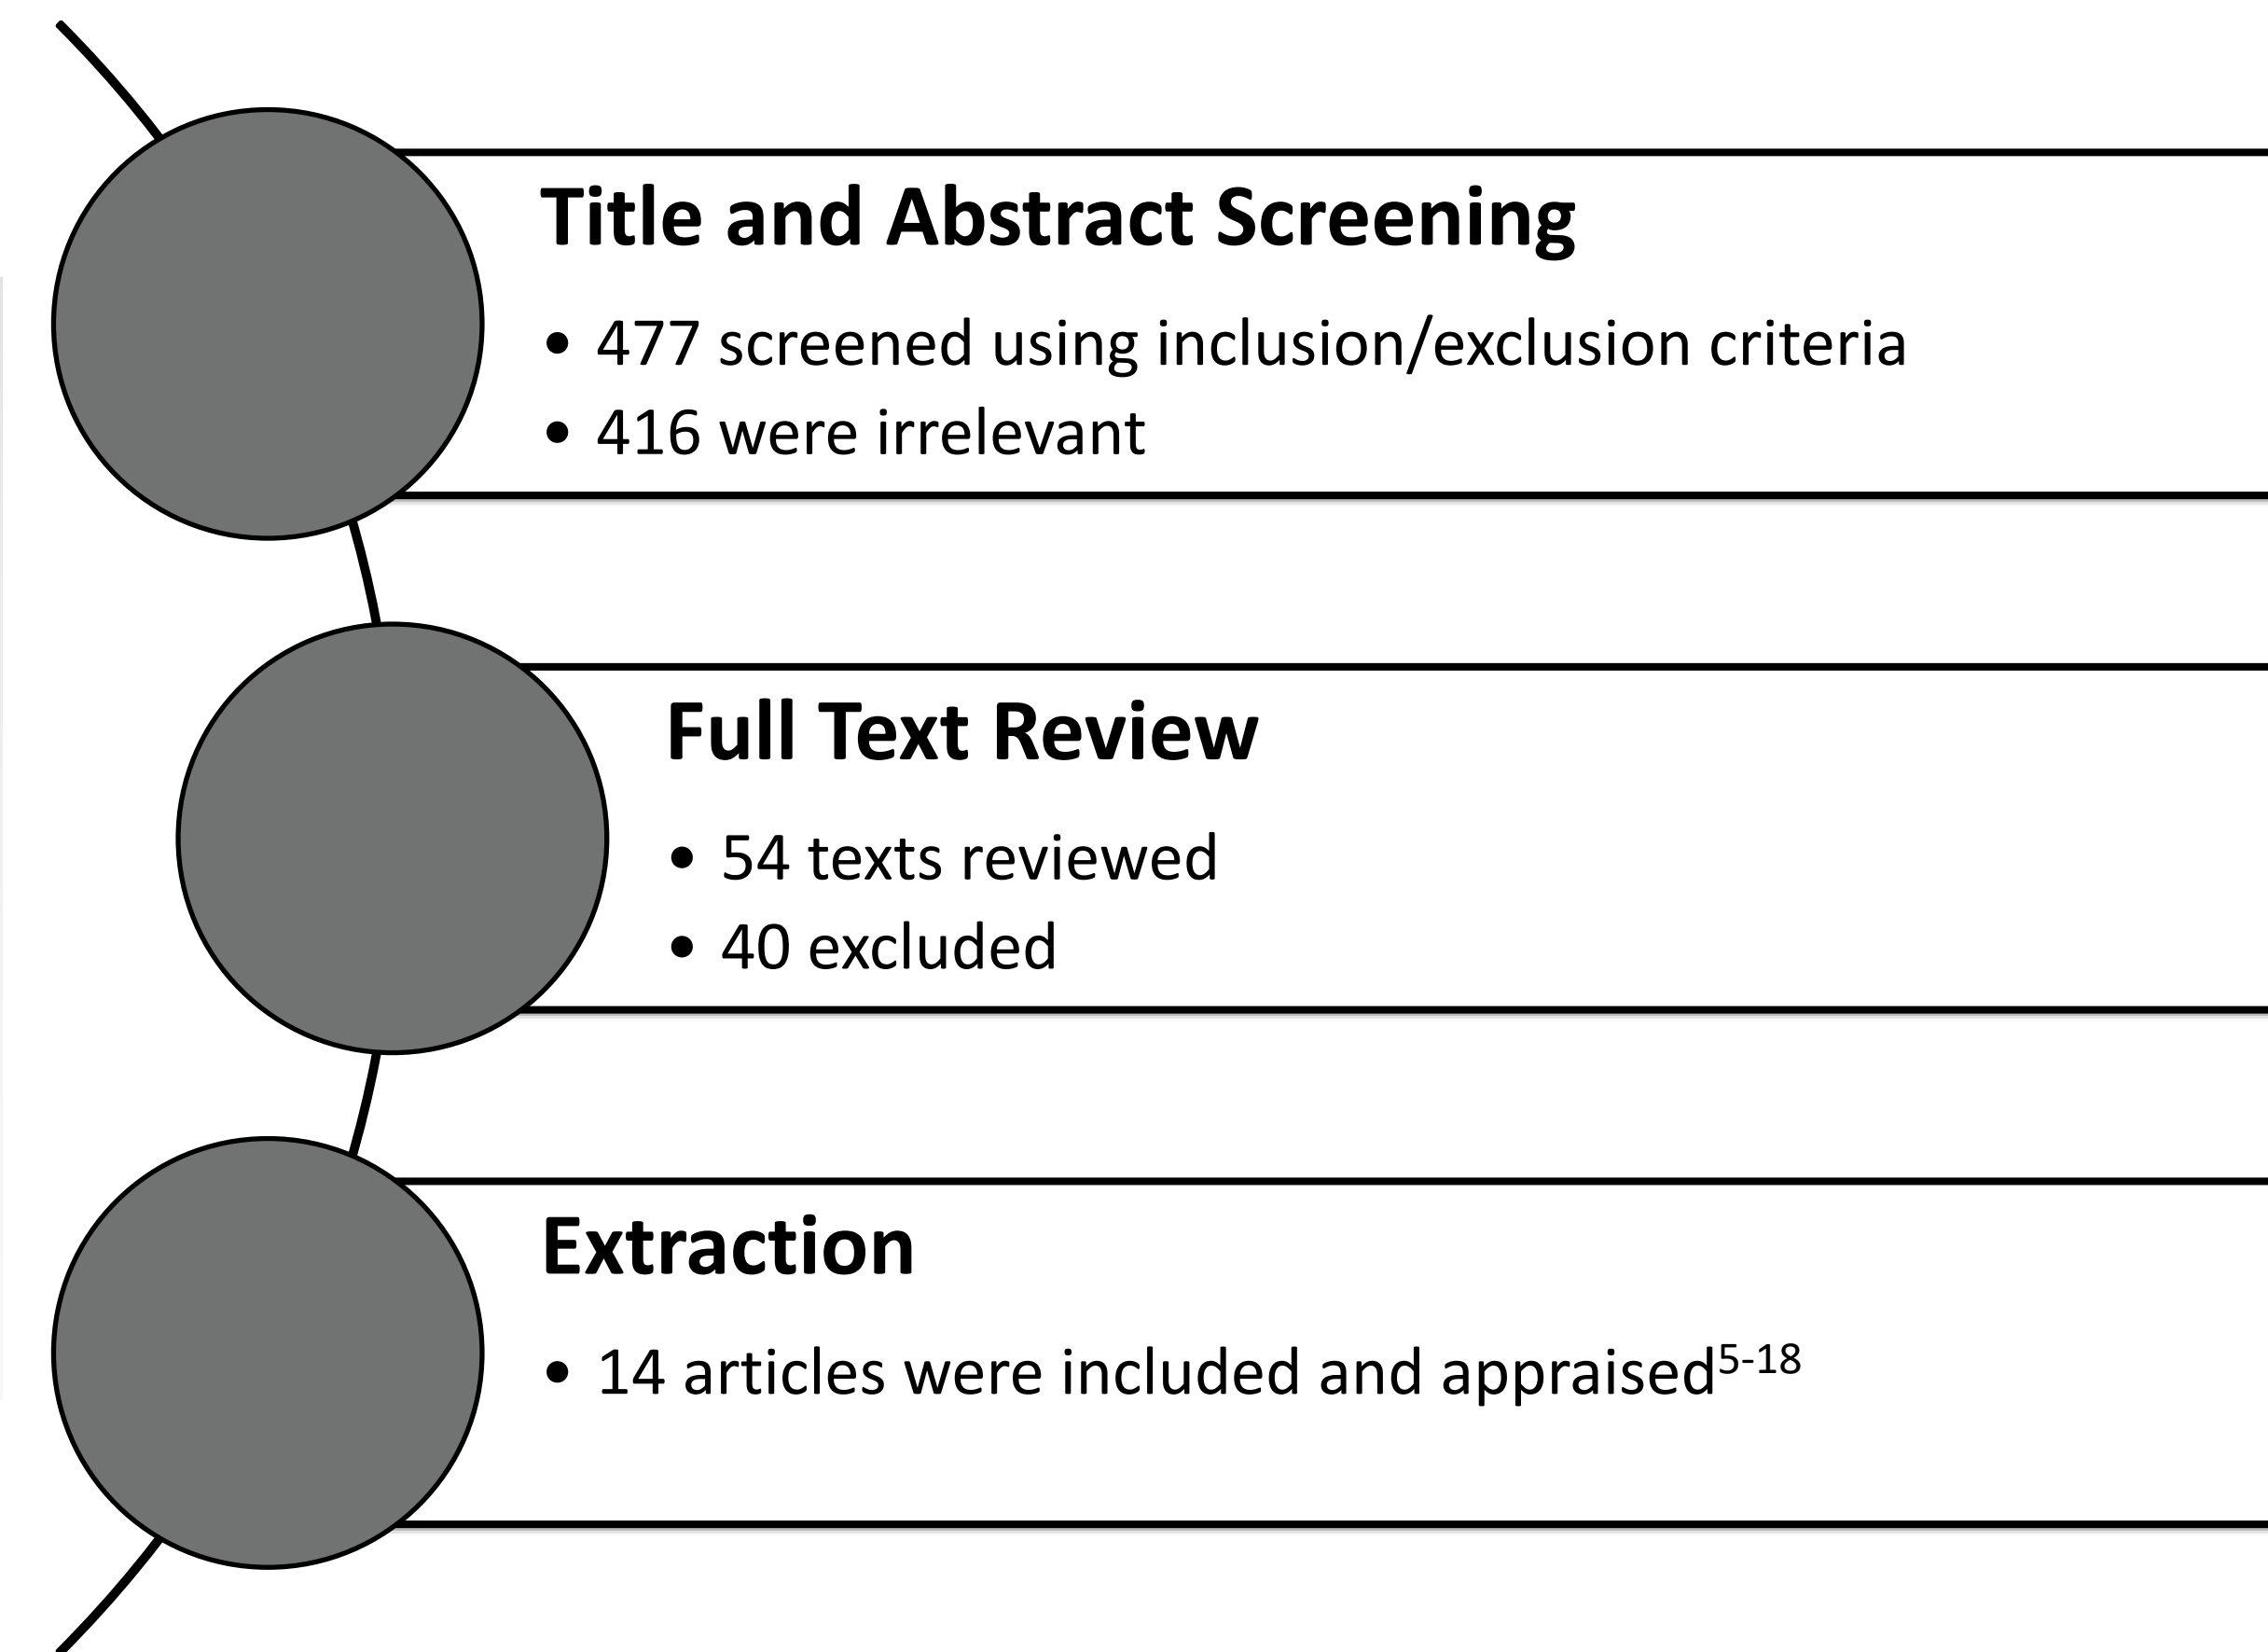 Title and Abstract Screening
• 477 screened using inclusion/exclusion criteria
• 416 were irrelevant
Full Text Review
• 54 texts reviewed
• 40 excluded
Extraction
• 14 articles were included and appraised⁵⁻¹⁸